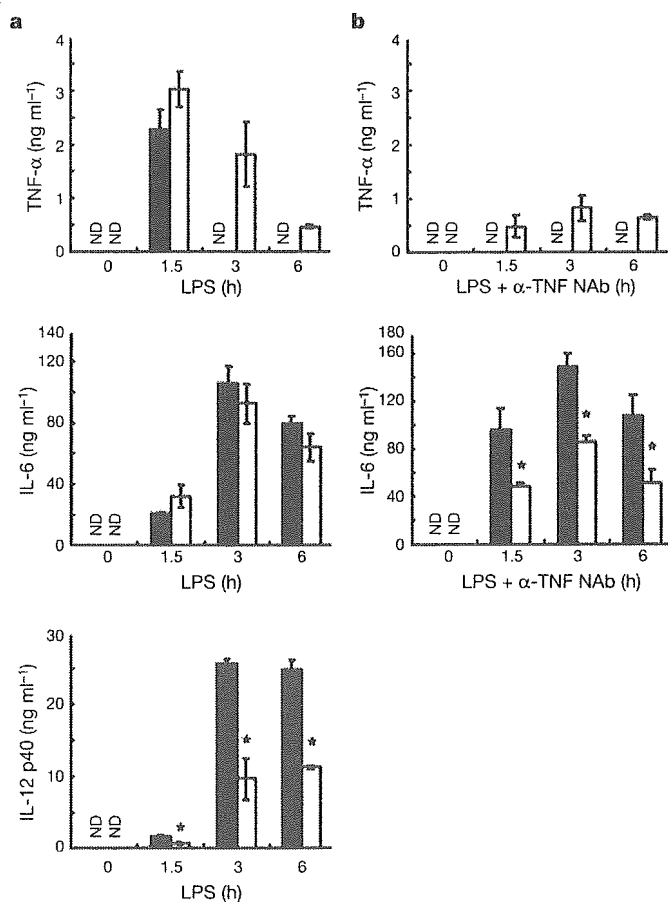 a
b
TNF-α (ng ml⁻¹)
4
3
2
1
0
ND ND ND ND
0 1.5 3 6
LPS (h)
TNF-α (ng ml⁻¹)
4
3
2
1
0
ND ND ND ND ND
0 1.5 3 6
LPS + α-TNF NAb (h)
IL-6 (ng ml⁻¹)
140
120
80
40
0
ND ND
0 1.5 3 6
LPS (h)
IL-6 (ng ml⁻¹)
180
160
120
80
40
0
ND ND
* * *
0 1.5 3 6
LPS + α-TNF NAb (h)
IL-12 p40 (ng ml⁻¹)
30
20
10
0
ND ND
* * *
0 1.5 3 6
LPS (h)